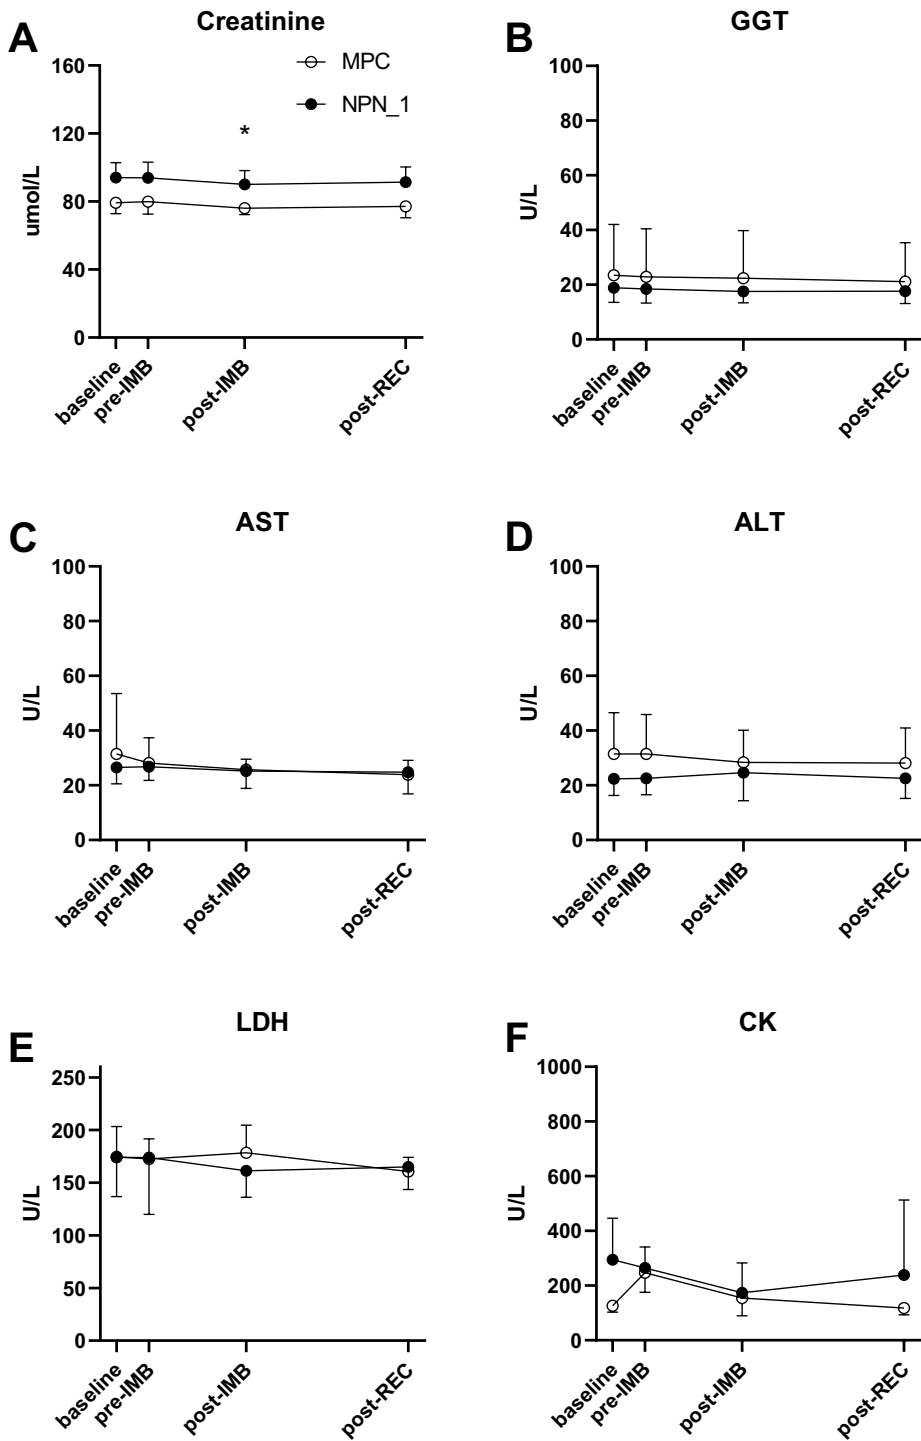 A
Creatinine
MPC
NPN_1
*
umol/L
160
120
80
40
0
baseline
pre-IMB
post-IMB
post-REC
B
GGT
U/L
100
80
60
40
20
0
baseline
pre-IMB
post-IMB
post-REC
C
AST
U/L
100
80
60
40
20
0
baseline
pre-IMB
post-IMB
post-REC
D
ALT
U/L
100
80
60
40
20
0
baseline
pre-IMB
post-IMB
post-REC
E
LDH
U/L
250
200
150
100
50
0
baseline
pre-IMB
post-IMB
post-REC
F
CK
U/L
1000
800
600
400
200
0
baseline
pre-IMB
post-IMB
post-REC